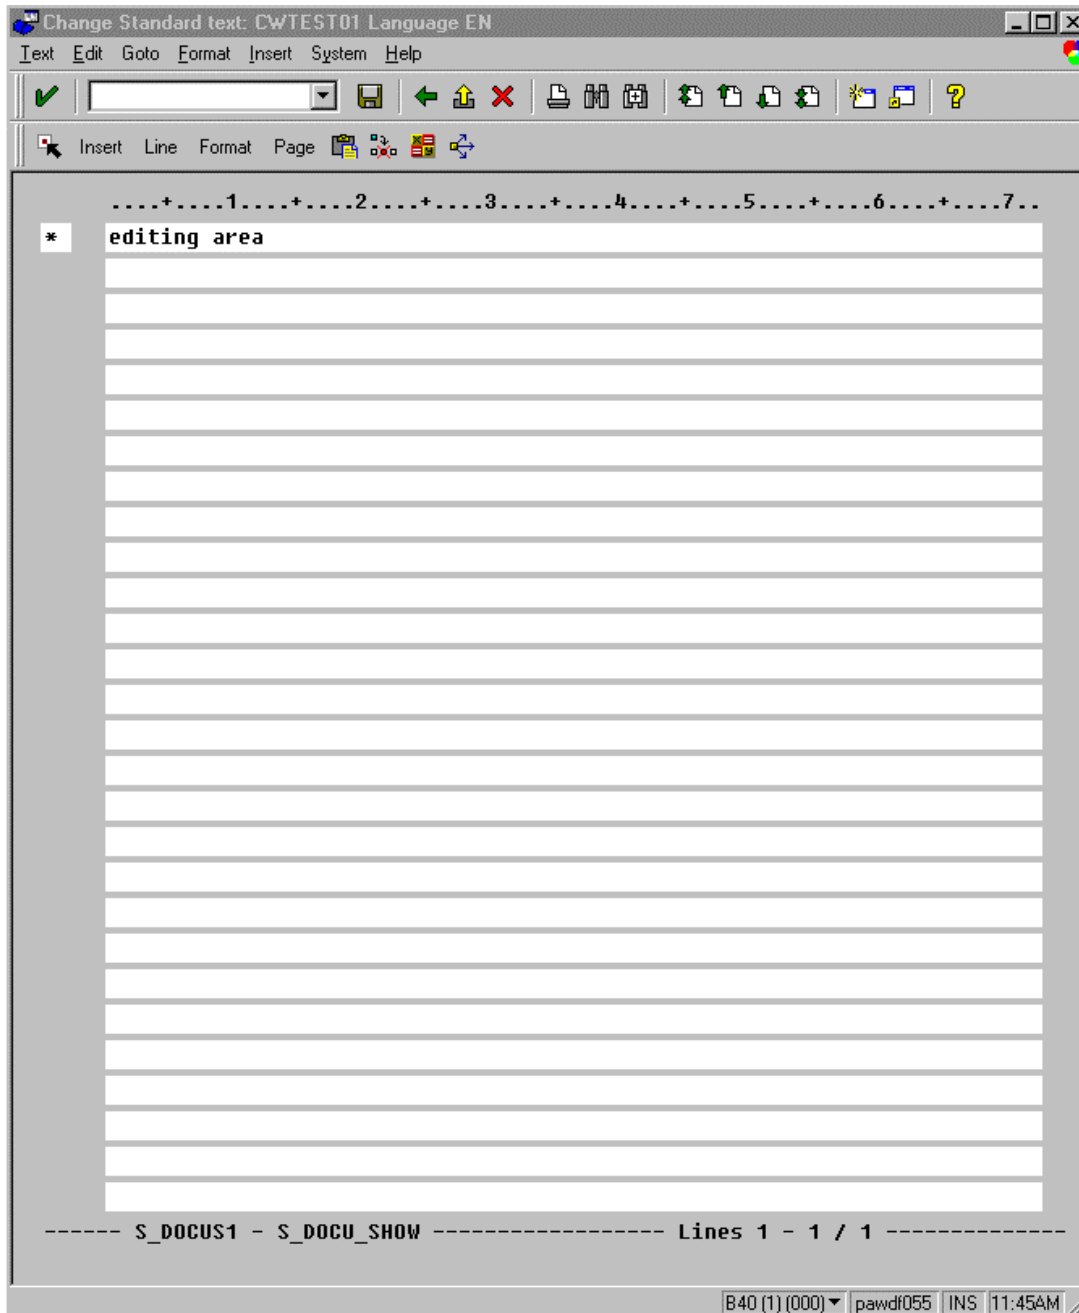 Change Standard text: CWTEST01 Language EN
Text Edit Goto Format Insert System Help
Insert Line Format Page
....+....1....+....2....+....3....+....4....+....5....+....6....+....7..
* editing area
------ S_DOCUS1 - S_DOCU_SHOW ------------------ Lines 1 - 1 / 1 --------------
B40 (1) (000) pawdf055 INS 11:45AM